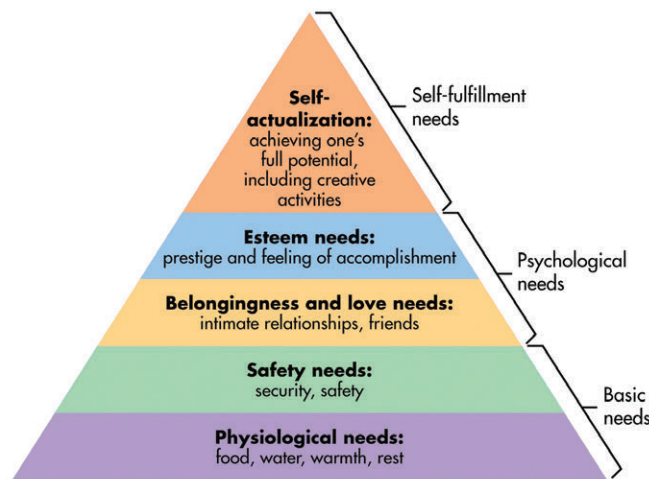 Self-
actualization:
achieving one's
full potential,
including creative
activities
Self-fulfillment
needs
Esteem needs:
prestige and feeling of accomplishment
Psychological
needs
Belongingness and love needs:
intimate relationships, friends
Safety needs:
security, safety
Basic
needs
Physiological needs:
food, water, warmth, rest